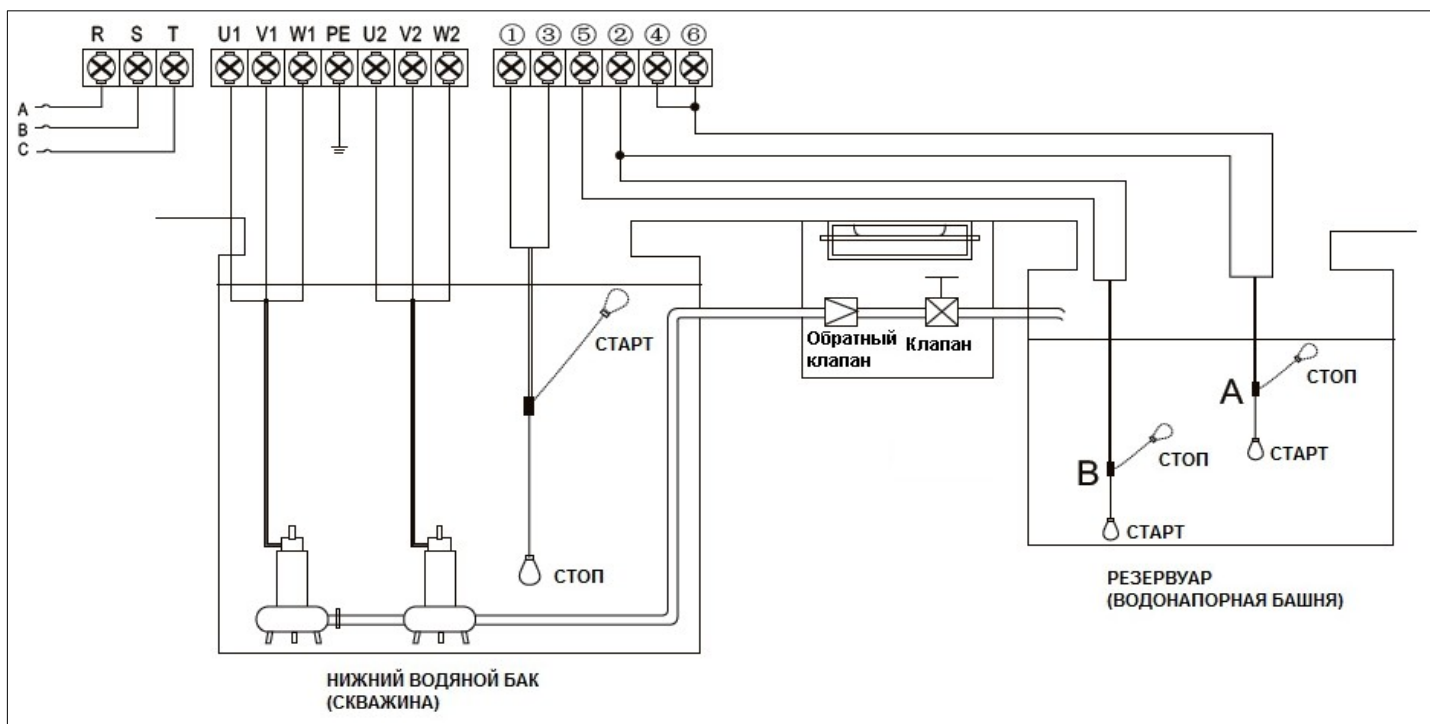 R S T
U1 V1 W1 PE U2 V2 W2
① ③ ⑤ ② ④ ⑥
A
B
C
СТАРТ
СТОП
Обратный
клапан
Клапан
A
СТОП
СТАРТ
B
СТОП
СТАРТ
НИЖНИЙ ВОДЯНОЙ БАК
(СКВАЖИНА)
РЕЗЕРВУАР
(ВОДОНАПОРНАЯ БАШНЯ)